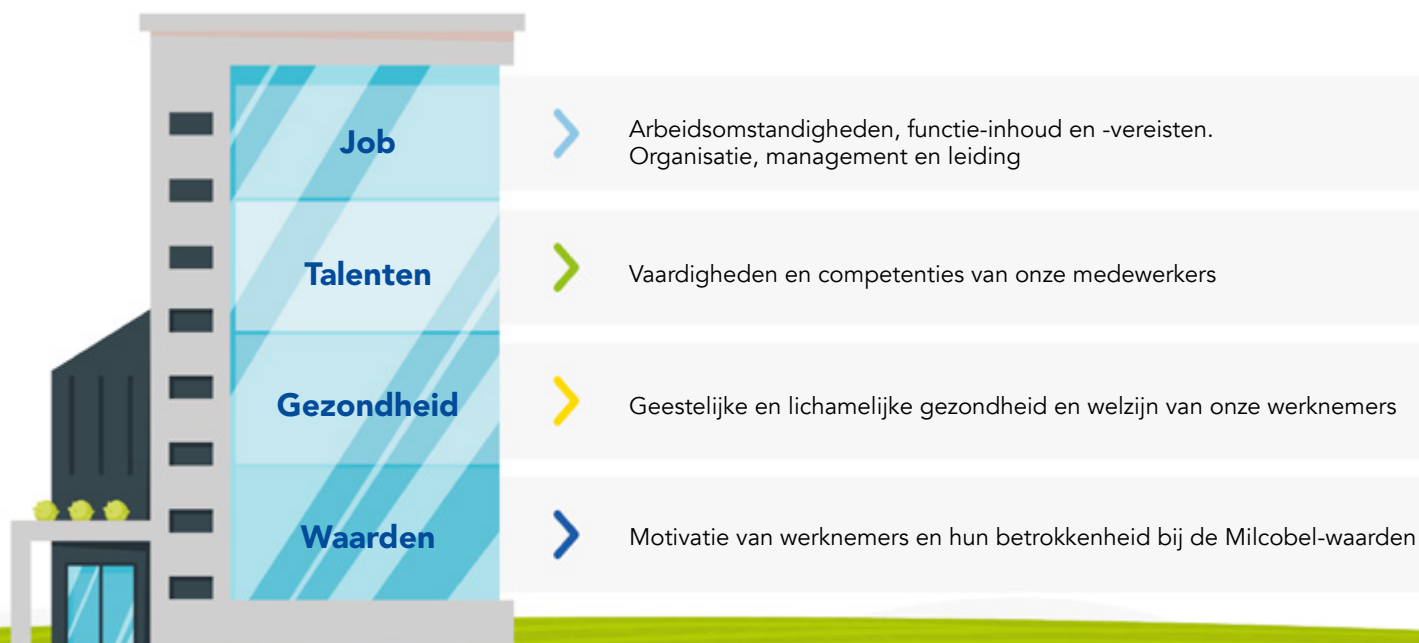 Job
Arbeidsomstandigheden, functie-inhoud en -vereisten.
Organisatie, management en leiding
Talenten
Vaardigheden en competenties van onze medewerkers
Gezondheid
Geestelijke en lichamelijke gezondheid en welzijn van onze werknemers
Waarden
Motivatie van werknemers en hun betrokkenheid bij de Milcobel-waarden